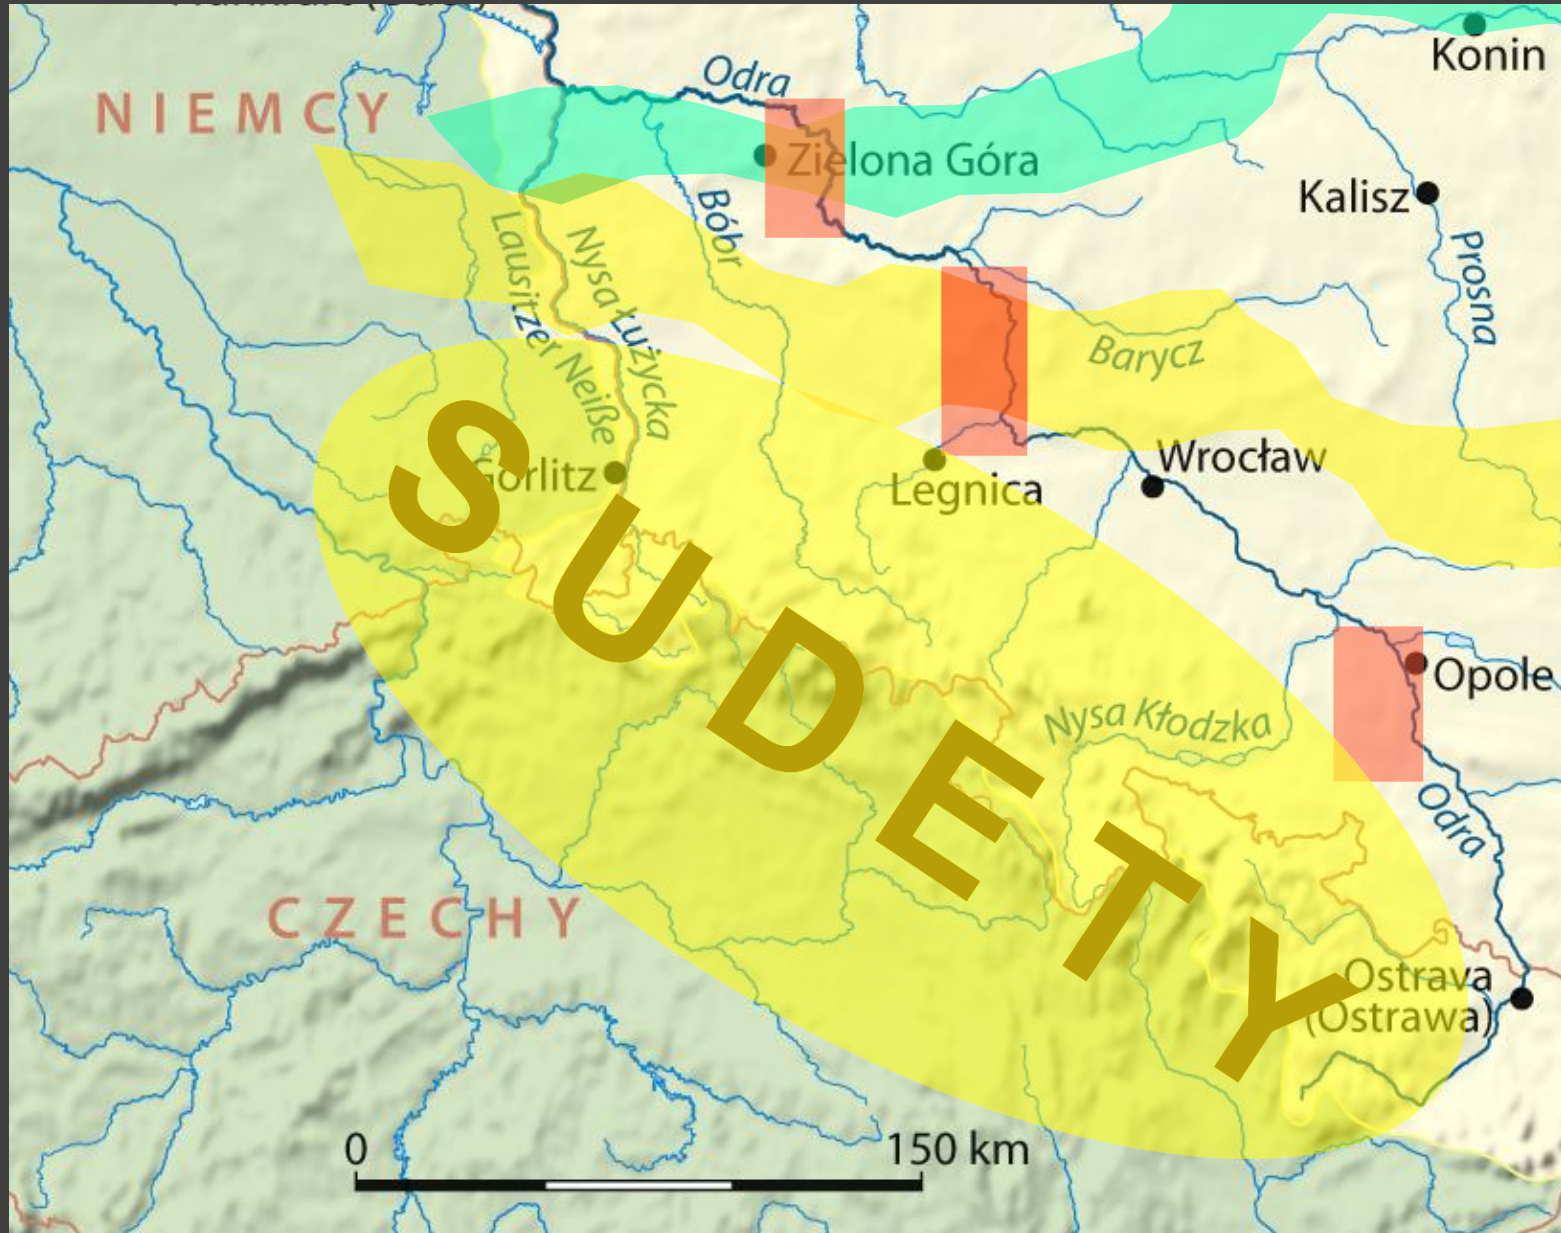 Konin
Odra
NIEMCY
Zielona Góra
Kalisz
Bóbr
Prosna
Lausitzer Neiße
Nysa Łużycka
Barycz
Görlitz
Legnica
Wrocław
SUDETY
Opole
Nysa Kłodzka
Odra
CZECHY
Ostrava
(Ostrawa)
0 150 km